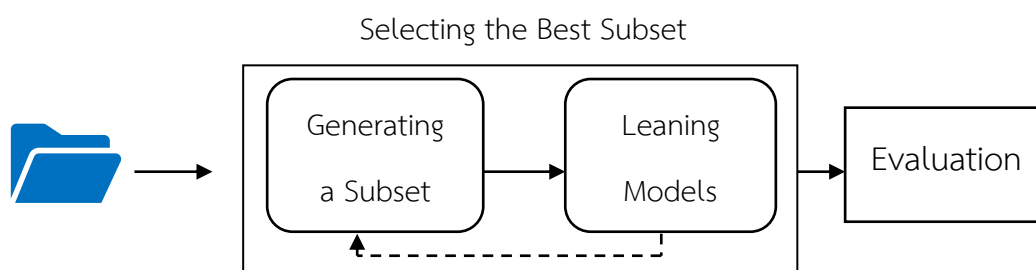 Selecting the Best Subset
Generating
a Subset
Leaning
Models
Evaluation